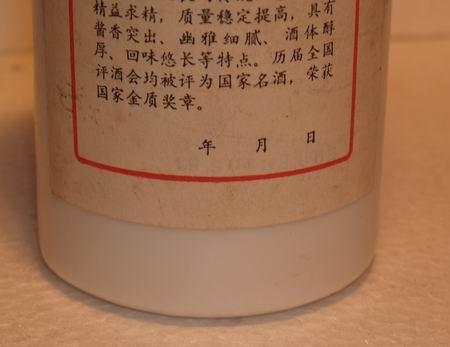 精益求精，质量稳定提高，具有
酱香突出、幽雅细腻、酒体醇
厚、回味悠长等特点。历届全国
评酒会均被评为国家名酒，荣获
国家金质奖章。
年 月 日